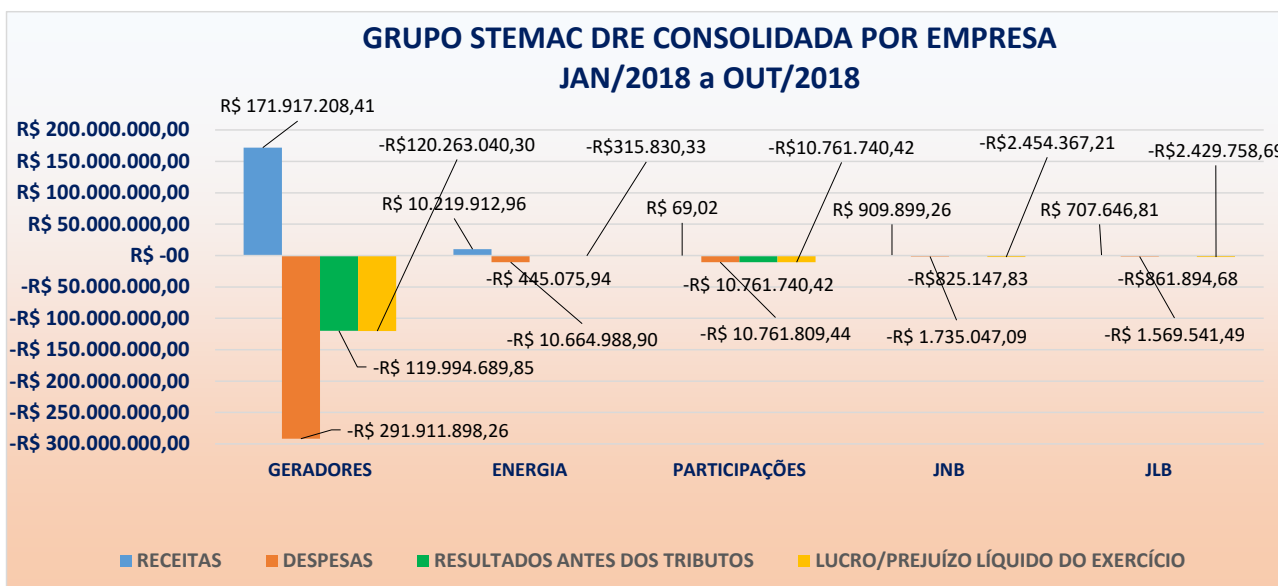 GRUPO STEMAC DRE CONSOLIDADA POR EMPRESA
JAN/2018 a OUT/2018
R$ 171.917.208,41
R$ 200.000.000,00
R$ 150.000.000,00
R$ 100.000.000,00
R$ 50.000.000,00
R$ -00
-R$ 50.000.000,00
-R$ 100.000.000,00
-R$ 150.000.000,00
-R$ 200.000.000,00
-R$ 250.000.000,00
-R$ 300.000.000,00
-R$120.263.040,30
-R$ 119.994.689,85
-R$ 291.911.898,26
R$ 10.219.912,96
-R$315.830,33
-R$ 445.075,94
-R$ 10.664.988,90
R$ 69,02
-R$10.761.740,42
-R$ 10.761.740,42
-R$ 10.761.809,44
R$ 909.899,26
-R$2.454.367,21
-R$825.147,83
-R$ 1.735.047,09
R$ 707.646,81
-R$2.429.758,69
-R$861.894,68
-R$ 1.569.541,49
GERADORES ENERGIA PARTICIPAÇÕES JNB JLB
RECEITAS DESPESAS RESULTADOS ANTES DOS TRIBUTOS LUCRO/PREJUÍZO LÍQUIDO DO EXERCÍCIO